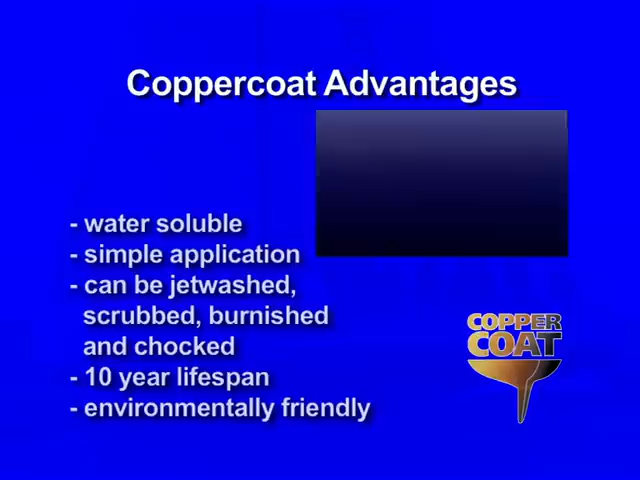 Coppercoat Advantages
- water soluble
- simple application
- can be jetwashed,
scrubbed, burnished
and chocked
- 10 year lifespan
- environmentally friendly
COPPER
COAT